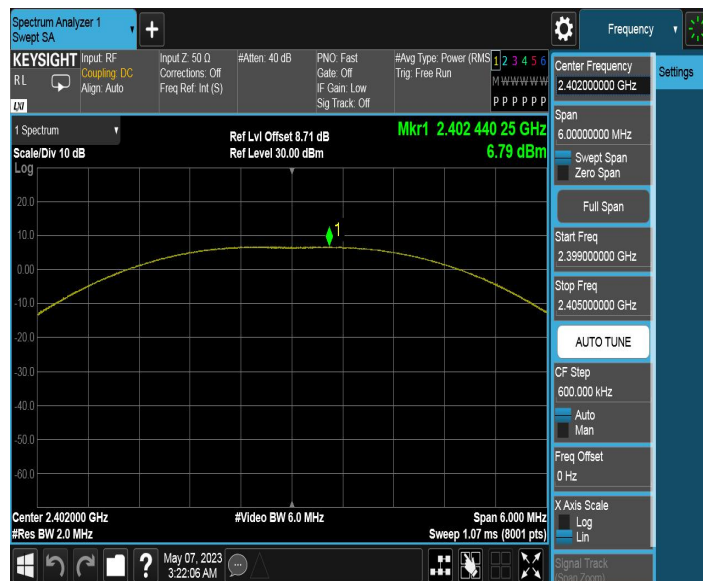 Spectrum Analyzer 1
Swept SA
+
Frequency
KEYSIGHT
RL
LXI
Input: RF
Coupling: DC
Align: Auto
Input Z: 50 Ω
Corrections: Off
Freq Ref: Int (S)
#Atten: 40 dB
PNO: Fast
Gate: Off
IF Gain: Low
Sig Track: Off
#Avg Type: Power (RMS
Trig: Free Run
1 2 3 4 5 6
M W W W W W
P P P P P P
1 Spectrum
Scale/Div 10 dB
Ref Lvl Offset 8.71 dB
Ref Level 30.00 dBm
Mkr1 2.402 440 25 GHz
6.79 dBm
Log
20.0
10.0
0.00
-10.0
-20.0
-30.0
-40.0
-50.0
-60.0
1
Center 2.402000 GHz
#Res BW 2.0 MHz
#Video BW 6.0 MHz
Span 6.000 MHz
Sweep 1.07 ms (8001 pts)
Center Frequency
2.402000000 GHz
Settings
Span
6.00000000 MHz
Swept Span
Zero Span
Full Span
Start Freq
2.399000000 GHz
Stop Freq
2.405000000 GHz
AUTO TUNE
CF Step
600.000 kHz
Auto
Man
Freq Offset
0 Hz
X Axis Scale
Log
Lin
Signal Track
(Span Zoom)
?
May 07, 2023
3:22:06 AM